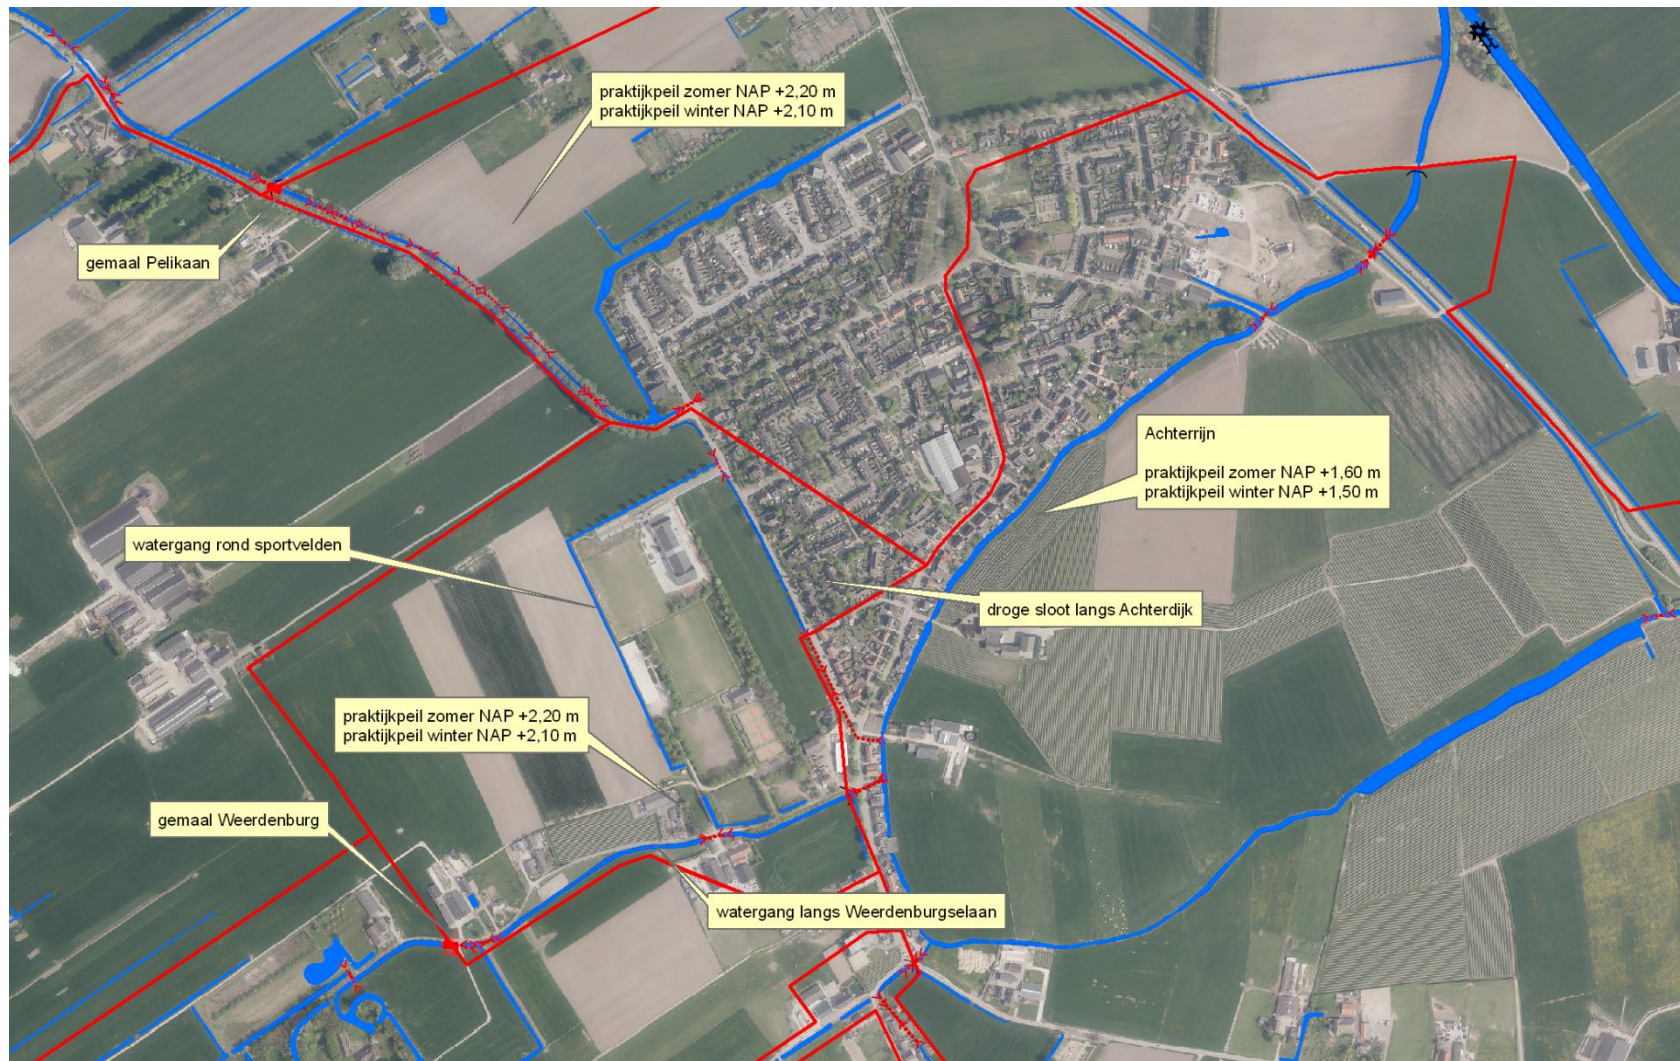 praktijkpeil zomer NAP +2,20 m
praktijkpeil winter NAP +2,10 m
gemaal Pelikaan
Achterrijn
praktijkpeil zomer NAP +1,60 m
praktijkpeil winter NAP +1,50 m
watergang rond sportvelden
droge sloot langs Achterdijk
praktijkpeil zomer NAP +2,20 m
praktijkpeil winter NAP +2,10 m
gemaal Weerdenburg
watergang langs Weerdenburgselaan